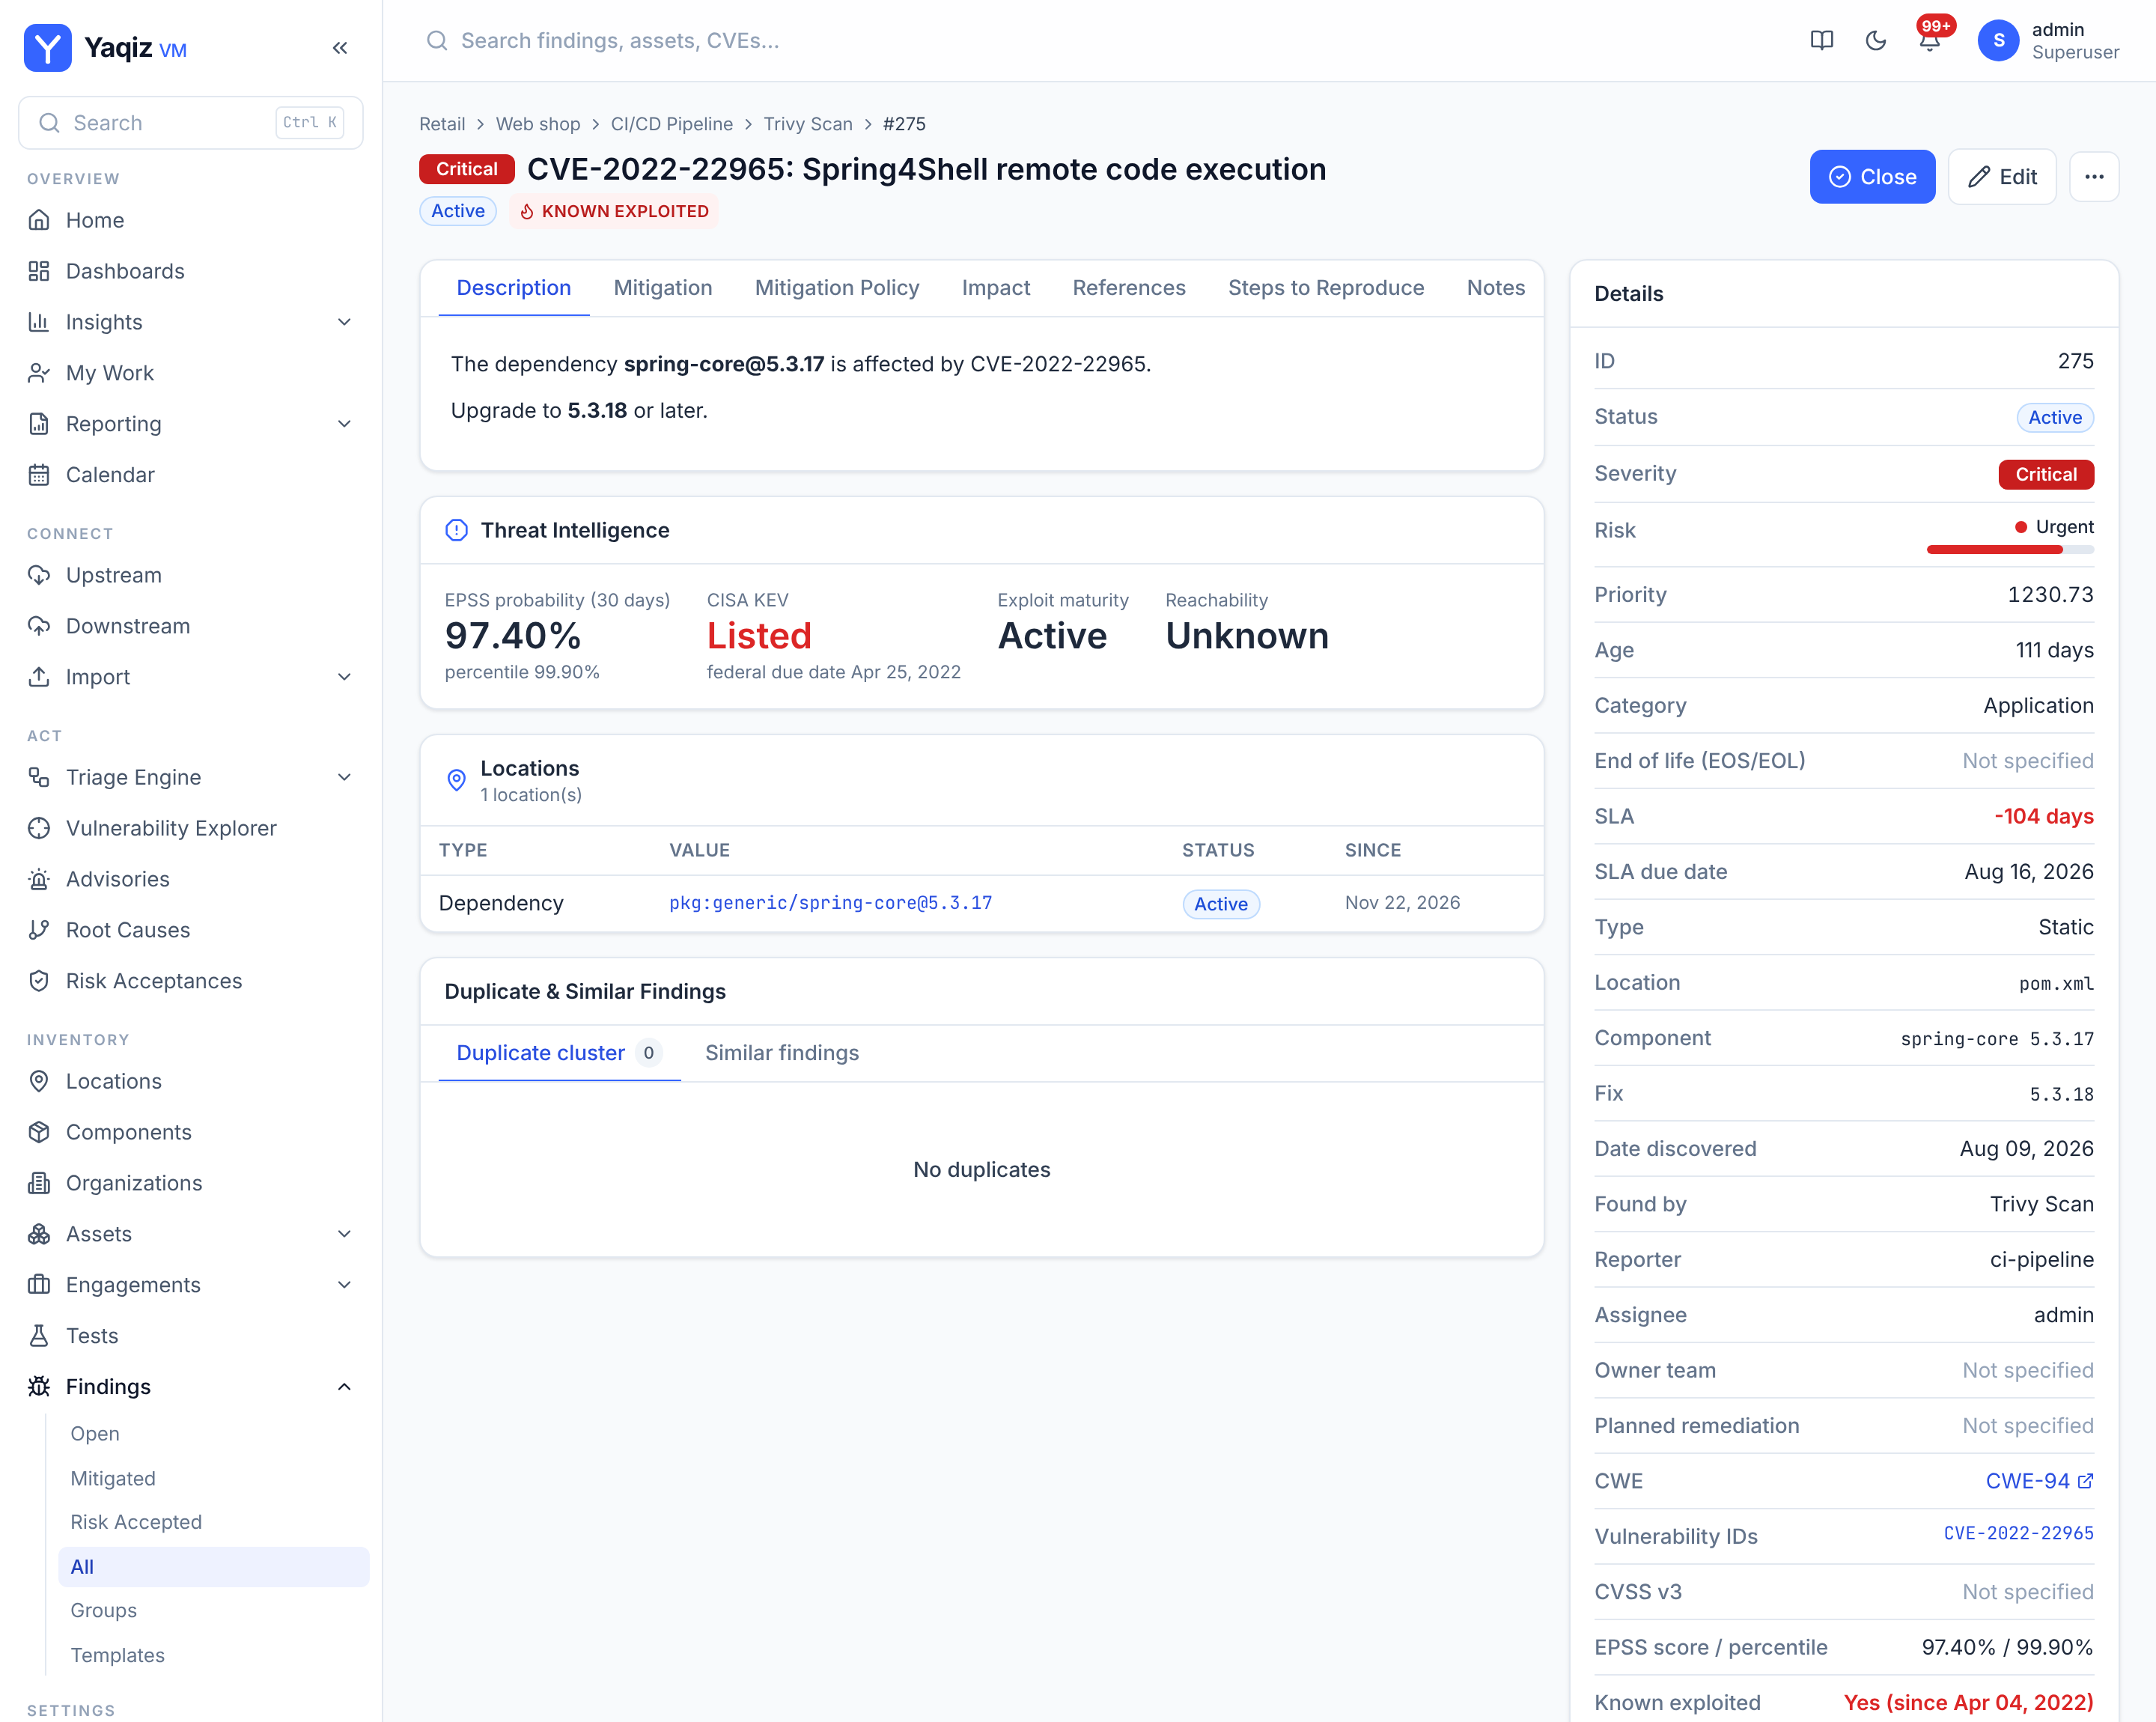 Yaqiz VM
Search Ctrl K
OVERVIEW
Home
Dashboards
Insights
My Work
Reporting
Calendar
CONNECT
Upstream
Downstream
Import
ACT
Triage Engine
Vulnerability Explorer
Advisories
Root Causes
Risk Acceptances
INVENTORY
Locations
Components
Organizations
Assets
Engagements
Tests
Findings
Open
Mitigated
Risk Accepted
All
Groups
Templates
SETTINGS
Search findings, assets, CVEs...
99+
S
admin
Superuser
Retail > Web shop > CI/CD Pipeline > Trivy Scan > #275
Critical CVE-2022-22965: Spring4Shell remote code execution
Active KNOWN EXPLOITED
Close Edit
Description Mitigation Mitigation Policy Impact References Steps to Reproduce Notes
The dependency spring-core@5.3.17 is affected by CVE-2022-22965.
Upgrade to 5.3.18 or later.
Threat Intelligence
EPSS probability (30 days) CISA KEV Exploit maturity Reachability
97.40% Listed Active Unknown
percentile 99.90% federal due date Apr 25, 2022
Locations
1 location(s)
TYPE VALUE STATUS SINCE
Dependency pkg:generic/spring-core@5.3.17 Active Nov 22, 2026
Duplicate & Similar Findings
Duplicate cluster 0 Similar findings
No duplicates
Details
ID 275
Status Active
Severity Critical
Risk Urgent
Priority 1230.73
Age 111 days
Category Application
End of life (EOS/EOL) Not specified
SLA -104 days
SLA due date Aug 16, 2026
Type Static
Location pom.xml
Component spring-core 5.3.17
Fix 5.3.18
Date discovered Aug 09, 2026
Found by Trivy Scan
Reporter ci-pipeline
Assignee admin
Owner team Not specified
Planned remediation Not specified
CWE CWE-94
Vulnerability IDs CVE-2022-22965
CVSS v3 Not specified
EPSS score / percentile 97.40% / 99.90%
Known exploited Yes (since Apr 04, 2022)